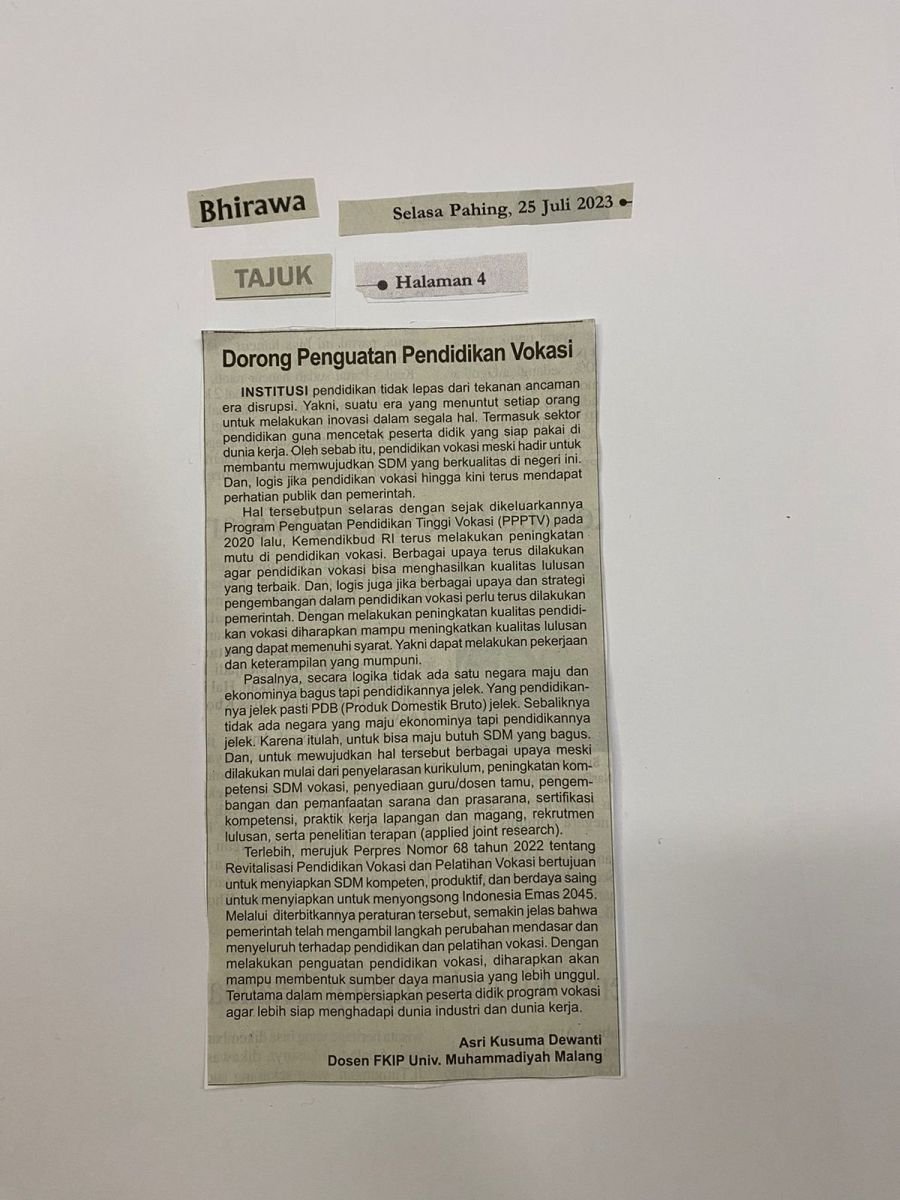 Bhirawa
Selasa Pahing, 25 Juli 2023
TAJUK
Halaman 4
Dorong Penguatan Pendidikan Vokasi
INSTITUSI pendidikan tidak lepas dari tekanan ancaman
era disrupsi. Yakni, suatu era yang menuntut setiap orang
untuk melakukan inovasi dalam segala hal. Termasuk sektor
pendidikan guna mencetak peserta didik yang siap pakai di
dunia kerja. Oleh sebab itu, pendidikan vokasi meski hadir untuk
membantu memwujudkan SDM yang berkualitas di negeri ini.
Dan, logis jika pendidikan vokasi hingga kini terus mendapat
perhatian publik dan pemerintah.
Hal tersebutpun selaras dengan sejak dikeluarkannya
Program Penguatan Pendidikan Tinggi Vokasi (PPPTV) pada
2020 lalu, Kemendikbud RI terus melakukan peningkatan
mutu di pendidikan vokasi. Berbagai upaya terus dilakukan
agar pendidikan vokasi bisa menghasilkan kualitas lulusan
yang terbaik. Dan, logis juga jika berbagai upaya dan strategi
pengembangan dalam pendidikan vokasi perlu terus dilakukan
pemerintah. Dengan melakukan peningkatan kualitas pendidi-
kan vokasi diharapkan mampu meningkatkan kualitas lulusan
yang dapat memenuhi syarat. Yakni dapat melakukan pekerjaan
dan keterampilan yang mumpuni.
Pasalnya, secara logika tidak ada satu negara maju dan
ekonominya bagus tapi pendidikannya jelek. Yang pendidikan-
nya jelek pasti PDB (Produk Domestik Bruto) jelek. Sebaliknya
tidak ada negara yang maju ekonominya tapi pendidikannya
jelek. Karena itulah, untuk bisa maju butuh SDM yang bagus.
Dan, untuk mewujudkan hal tersebut berbagai upaya meski
dilakukan mulai dari penyelarasan kurikulum, peningkatan kom-
petensi SDM vokasi, penyediaan guru/dosen tamu, pengem-
bangan dan pemanfaatan sarana dan prasarana, sertifikasi
kompetensi, praktik kerja lapangan dan magang, rekrutmen
lulusan, serta penelitian terapan (applied joint research).
Terlebih, merujuk Perpres Nomor 68 tahun 2022 tentang
Revitalisasi Pendidikan Vokasi dan Pelatihan Vokasi bertujuan
untuk menyiapkan SDM kompeten, produktif, dan berdaya saing
untuk menyiapkan untuk menyongsong Indonesia Emas 2045.
Melalui diterbitkannya peraturan tersebut, semakin jelas bahwa
pemerintah telah mengambil langkah perubahan mendasar dan
menyeluruh terhadap pendidikan dan pelatihan vokasi. Dengan
melakukan penguatan pendidikan vokasi, diharapkan akan
mampu membentuk sumber daya manusia yang lebih unggul.
Terutama dalam mempersiapkan peserta didik program vokasi
agar lebih siap menghadapi dunia industri dan dunia kerja.
Asri Kusuma Dewanti
Dosen FKIP Univ. Muhammadiyah Malang